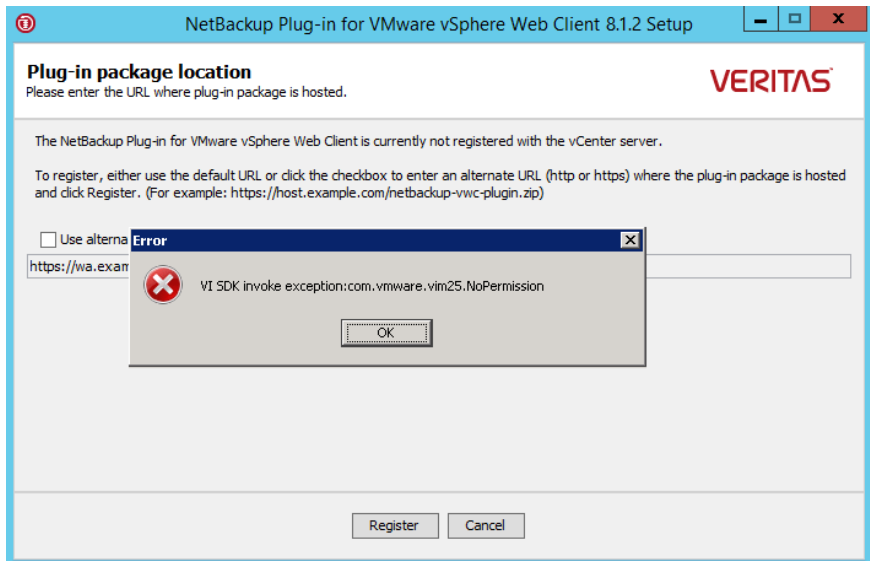 NetBackup Plug-in for VMware vSphere Web Client 8.1.2 Setup
Plug-in package location
Please enter the URL where plug-in package is hosted.
VERITAS
The NetBackup Plug-in for VMware vSphere Web Client is currently not registered with the vCenter server.
To register, either use the default URL or click the checkbox to enter an alternate URL (http or https) where the plug-in package is hosted
and click Register. (For example: https://host.example.com/netbackup-vwc-plugin.zip)
Use alterna
Error
https://wa.exam
VI SDK invoke exception:com.vmware.vim25.NoPermission
OK
Register Cancel